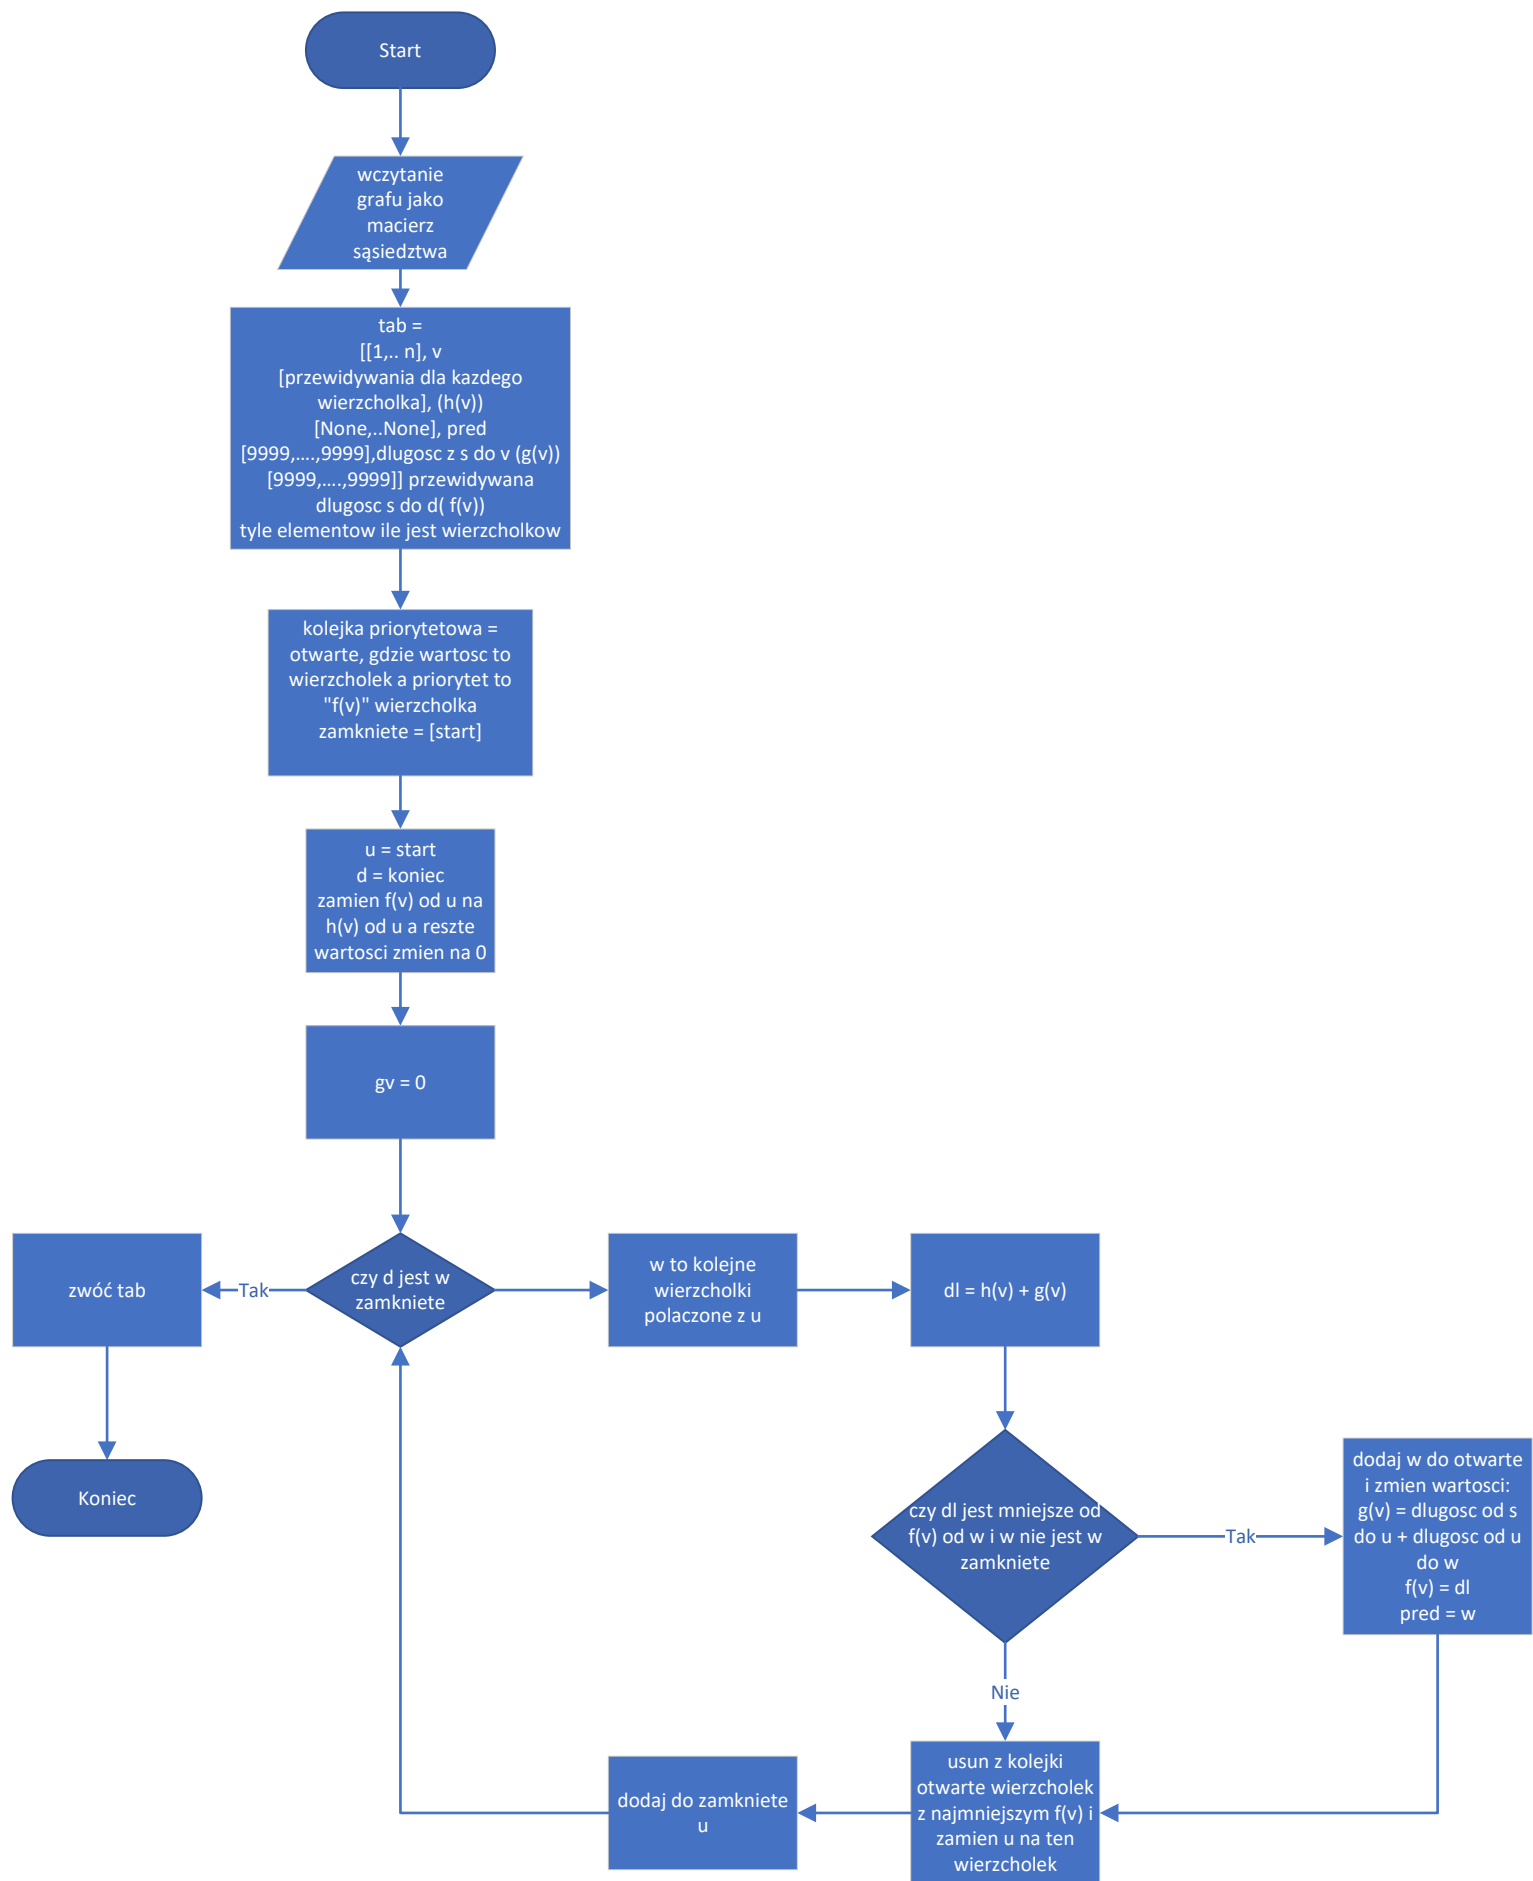 Start
wczytanie
grafu jako
macierz
sąsiedztwa
tab =
[[1,.. n], v
[przewidywania dla kazdego
wierzcholka], (h(v))
[None,..None], pred
[9999,....,9999],dlugosc z s do v (g(v))
[9999,....,9999]] przewidywana
dlugosc s do d( f(v))
tyle elementow ile jest wierzcholkow
kolejka priorytetowa =
otwarte, gdzie wartosc to
wierzcholek a priorytet to
"f(v)" wierzcholka
zamkniete = [start]
u = start
d = koniec
zamien f(v) od u na
h(v) od u a reszte
wartosci zmien na 0
gv = 0
czy d jest w
zamkniete
Tak
zwóć tab
Koniec
w to kolejne
wierzcholki
polaczone z u
dl = h(v) + g(v)
czy dl jest mniejsze od
f(v) od w i w nie jest w
zamkniete
Tak
dodaj w do otwarte
i zmien wartosci:
g(v) = dlugosc od s
do u + dlugosc od u
do w
f(v) = dl
pred = w
Nie
usun z kolejki
otwarte wierzcholek
z najmniejszym f(v) i
zamien u na ten
wierzcholek
dodaj do zamkniete
u